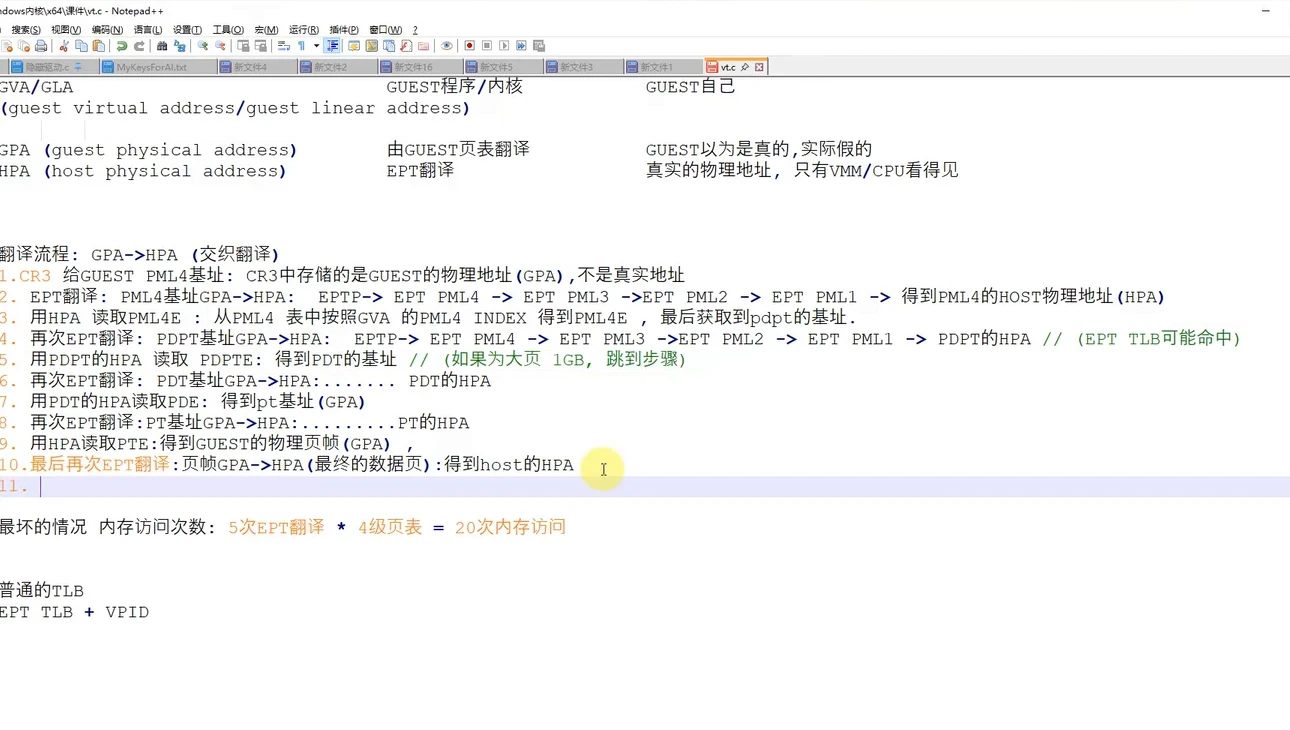 ndows内核\x64\课件\vt.c - Notepad++
搜索(S) 视图(V) 编码(N) 语言(L) 设置(T) 工具(O) 宏(M) 运行(R) 插件(P) 窗口(W) ?
隐藏驱动.c MyKeysForAI.txt 新文件4 新文件2 新文件16 新文件5 新文件3 新文件1 vt.c
GVA/GLA GUEST程序/内核 GUEST自己
(guest virtual address/guest linear address)
GPA (guest physical address) 由GUEST页表翻译 GUEST以为是真的,实际假的
HPA (host physical address) EPT翻译 真实的物理地址, 只有VMM/CPU看得见
翻译流程: GPA->HPA (交织翻译)
1.CR3 给GUEST PML4基址: CR3中存储的是GUEST的物理地址(GPA),不是真实地址
2. EPT翻译: PML4基址GPA->HPA: EPTP-> EPT PML4 -> EPT PML3 ->EPT PML2 -> EPT PML1 -> 得到PML4的HOST物理地址(HPA)
3. 用HPA 读取PML4E : 从PML4 表中按照GVA 的PML4 INDEX 得到PML4E , 最后获取到pdpt的基址.
4. 再次EPT翻译: PDPT基址GPA->HPA: EPTP-> EPT PML4 -> EPT PML3 ->EPT PML2 -> EPT PML1 -> PDPT的HPA // (EPT TLB可能命中)
5. 用PDPT的HPA 读取 PDPTE: 得到PDT的基址 // (如果为大页 1GB, 跳到步骤)
6. 再次EPT翻译: PDT基址GPA->HPA:....... PDT的HPA
7. 用PDT的HPA读取PDE: 得到pt基址(GPA)
8. 再次EPT翻译:PT基址GPA->HPA:.........PT的HPA
9. 用HPA读取PTE:得到GUEST的物理页帧(GPA) ,
10.最后再次EPT翻译:页帧GPA->HPA(最终的数据页):得到host的HPA
11.
最坏的情况 内存访问次数: 5次EPT翻译 * 4级页表 = 20次内存访问
普通的TLB
EPT TLB + VPID